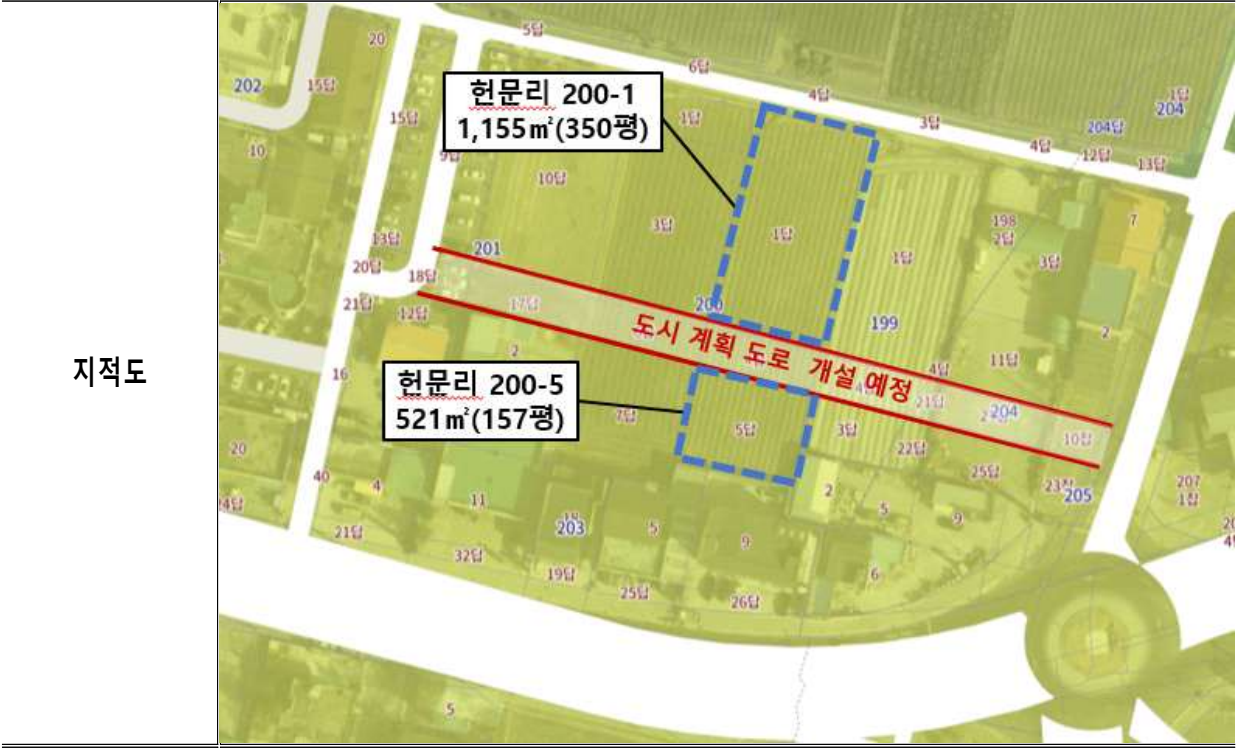 지적도
5답
20
6답
202
15답
헌문리 200-1
1,155㎡(350평)
4답
1답
204
15답
1답
3답
204답
4답
12답
13답
10
9답
10답
198
2답
7
3답
1답
3답
13답
201
1답
20답
18답
21답
12답
17답
200
199
2
도시 계획 도로 개설 예정
2
11답
4답
16
헌문리 200-5
521㎡(157평)
21답
204
10잡
7답
5답
3답
22답
20
25답
40
4
11
2
5
9
205
207
1잡
24답
21답
203
5
9
32답
19답
25답
26답
6
5